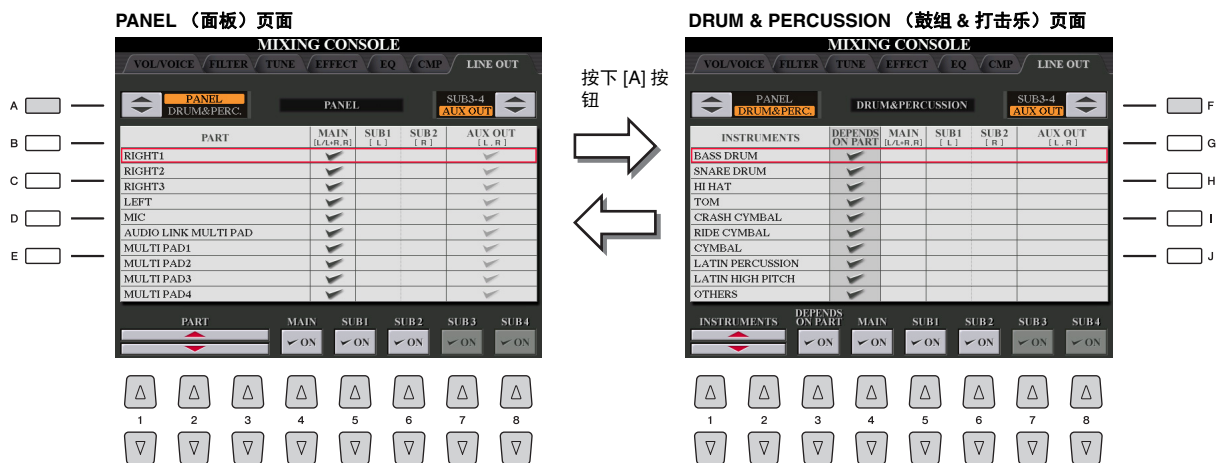 PANEL （面板）页面
MIXING CONSOLE
VOL/VOICE FILTER TUNE EFFECT EQ CMP LINE OUT
A
PANEL
DRUM&PERC.
PANEL
SUB3-4
AUX OUT
B
PART MAIN [L/L+R,R] SUB1 [ L ] SUB2 [ R ] AUX OUT [ L , R ]
RIGHT1
RIGHT2
C
RIGHT3
LEFT
D
MIC
AUDIO LINK MULTI PAD
E
MULTI PAD1
MULTI PAD2
MULTI PAD3
MULTI PAD4
PART MAIN SUB1 SUB2 SUB3 SUB4
ON ON ON ON ON
1 2 3 4 5 6 7 8
按下 [A] 按
钮
DRUM & PERCUSSION （鼓组 & 打击乐）页面
MIXING CONSOLE
VOL/VOICE FILTER TUNE EFFECT EQ CMP LINE OUT
PANEL
DRUM&PERC.
DRUM&PERCUSSION
SUB3-4
AUX OUT
F
INSTRUMENTS DEPENDS ON PART MAIN [L/L+R,R] SUB1 [ L ] SUB2 [ R ] AUX OUT [ L , R ]
G
BASS DRUM
SNARE DRUM
HI HAT
H
TOM
CRASH CYMBAL
I
RIDE CYMBAL
CYMBAL
J
LATIN PERCUSSION
LATIN HIGH PITCH
OTHERS
INSTRUMENTS DEPENDS ON PART MAIN SUB1 SUB2 SUB3 SUB4
ON ON ON ON ON ON
1 2 3 4 5 6 7 8